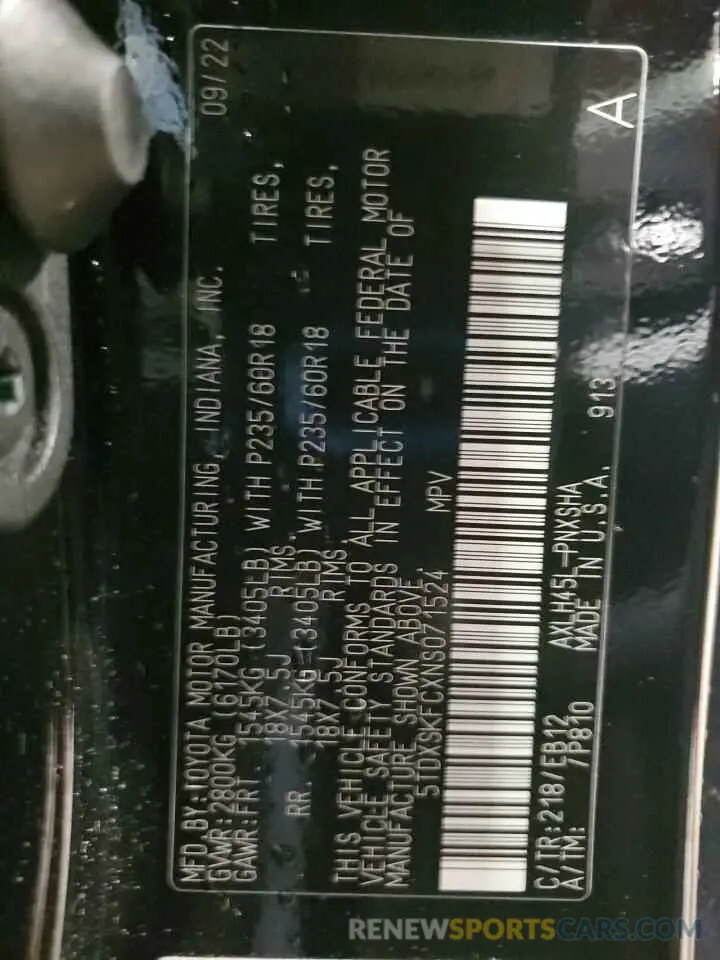 MFD BY:TOYOTA MOTOR MANUFACTURING, INDIANA, INC. 09/22
GVWR:2800KG (6170LB)
GAWR:FRT. 1545KG (3405LB) WITH P235/60R18 TIRES,
18X7.5J RIMS.
RR. 1545KG (3405LB) WITH P235/60R18 TIRES,
18X7.5J RIMS
THIS VEHICLE CONFORMS TO ALL APPLICABLE FEDERAL MOTOR
VEHICLE SAFETY STANDARDS IN EFFECT ON THE DATE OF
MANUFACTURE SHOWN ABOVE.
5TDXSKFCXNS071524 MPV
C/TR:218/EB12 AXLH45L-PNXSHA
A/TM: /P810 MADE IN U.S.A. 913 A
RENEWSPORTSCARS.COM